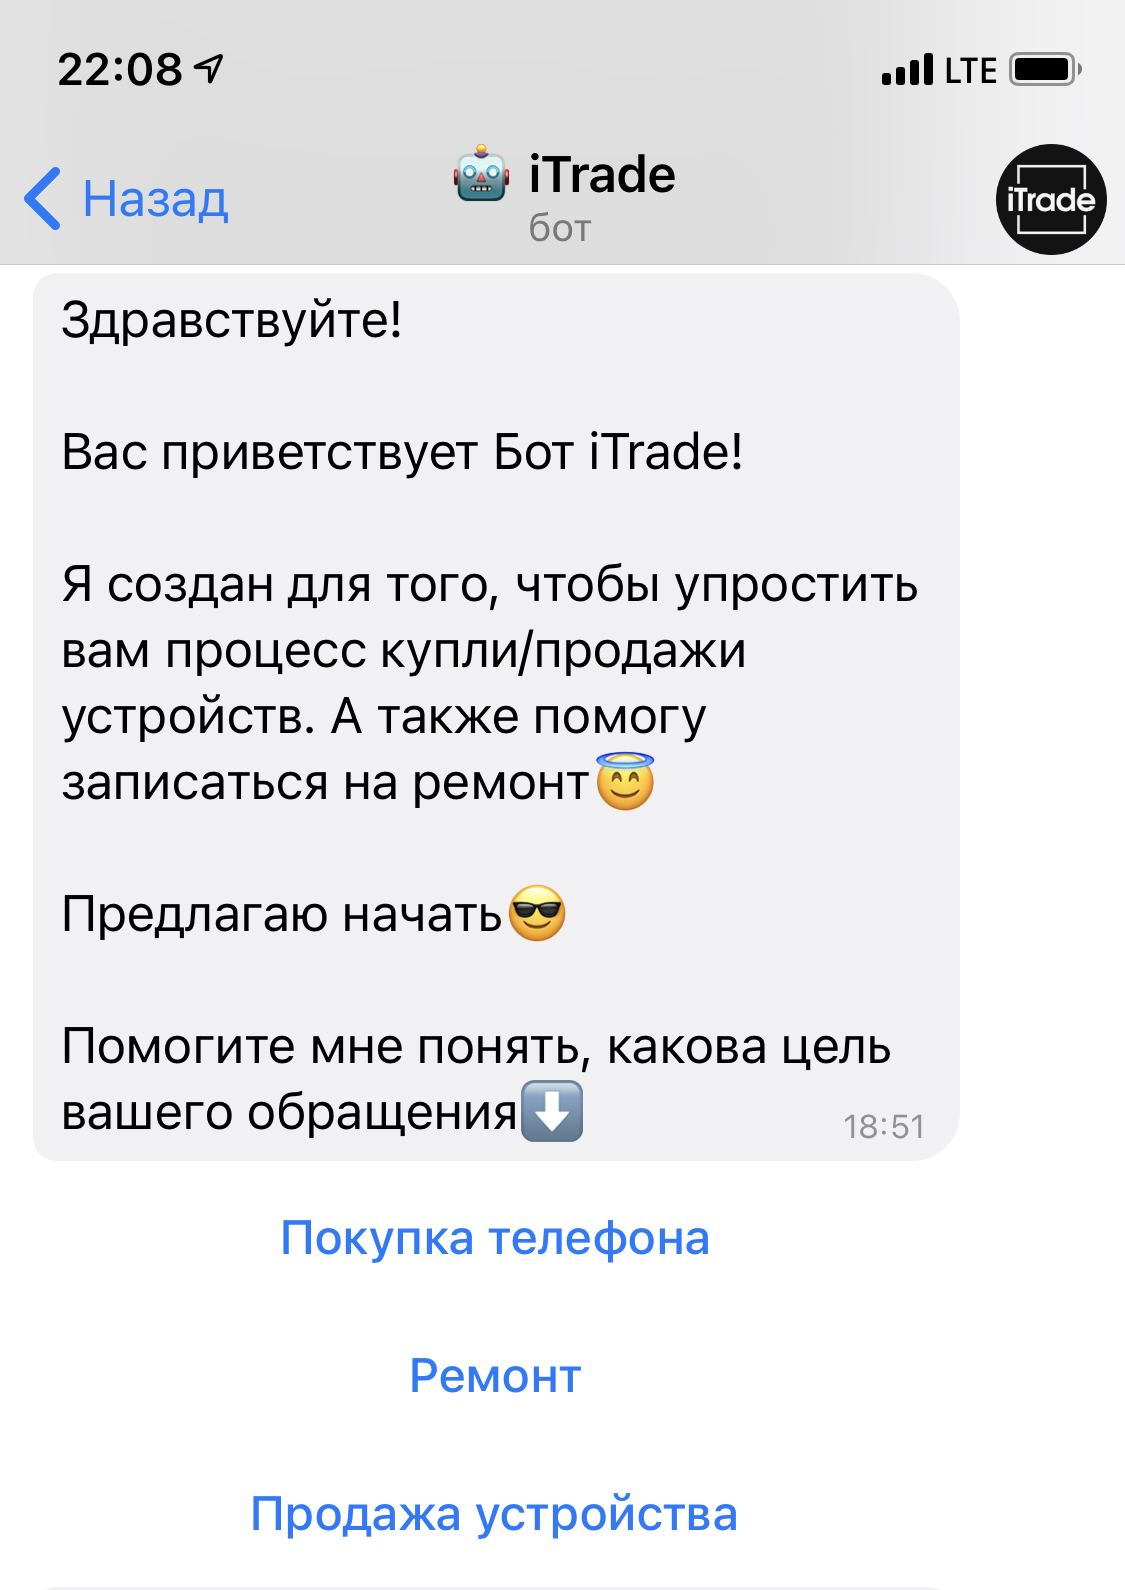 22:08
LTE
Назад
🤖 iTrade
бот
iTrade
Здравствуйте!
Вас приветствует Бот iTrade!
Я создан для того, чтобы упростить
вам процесс купли/продажи
устройств. А также помогу
записаться на ремонт😇
Предлагаю начать😎
Помогите мне понять, какова цель
вашего обращения⬇️
18:51
Покупка телефона
Ремонт
Продажа устройства